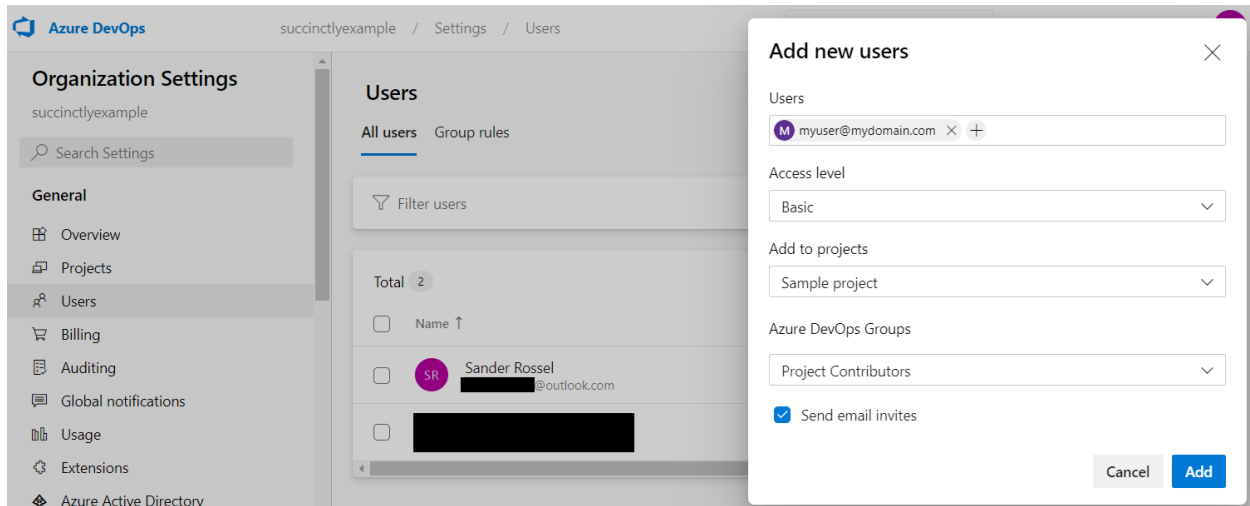 Azure DevOps
succinctlyexample / Settings / Users
Organization Settings
succinctlyexample
Search Settings
General
Overview
Projects
Users
Billing
Auditing
Global notifications
Usage
Extensions
Azure Active Directory
Users
All users Group rules
Filter users
Total 2
Name ↑
SR Sander Rossel
@outlook.com
Add new users
Users
M myuser@mydomain.com
Access level
Basic
Add to projects
Sample project
Azure DevOps Groups
Project Contributors
Send email invites
Cancel Add